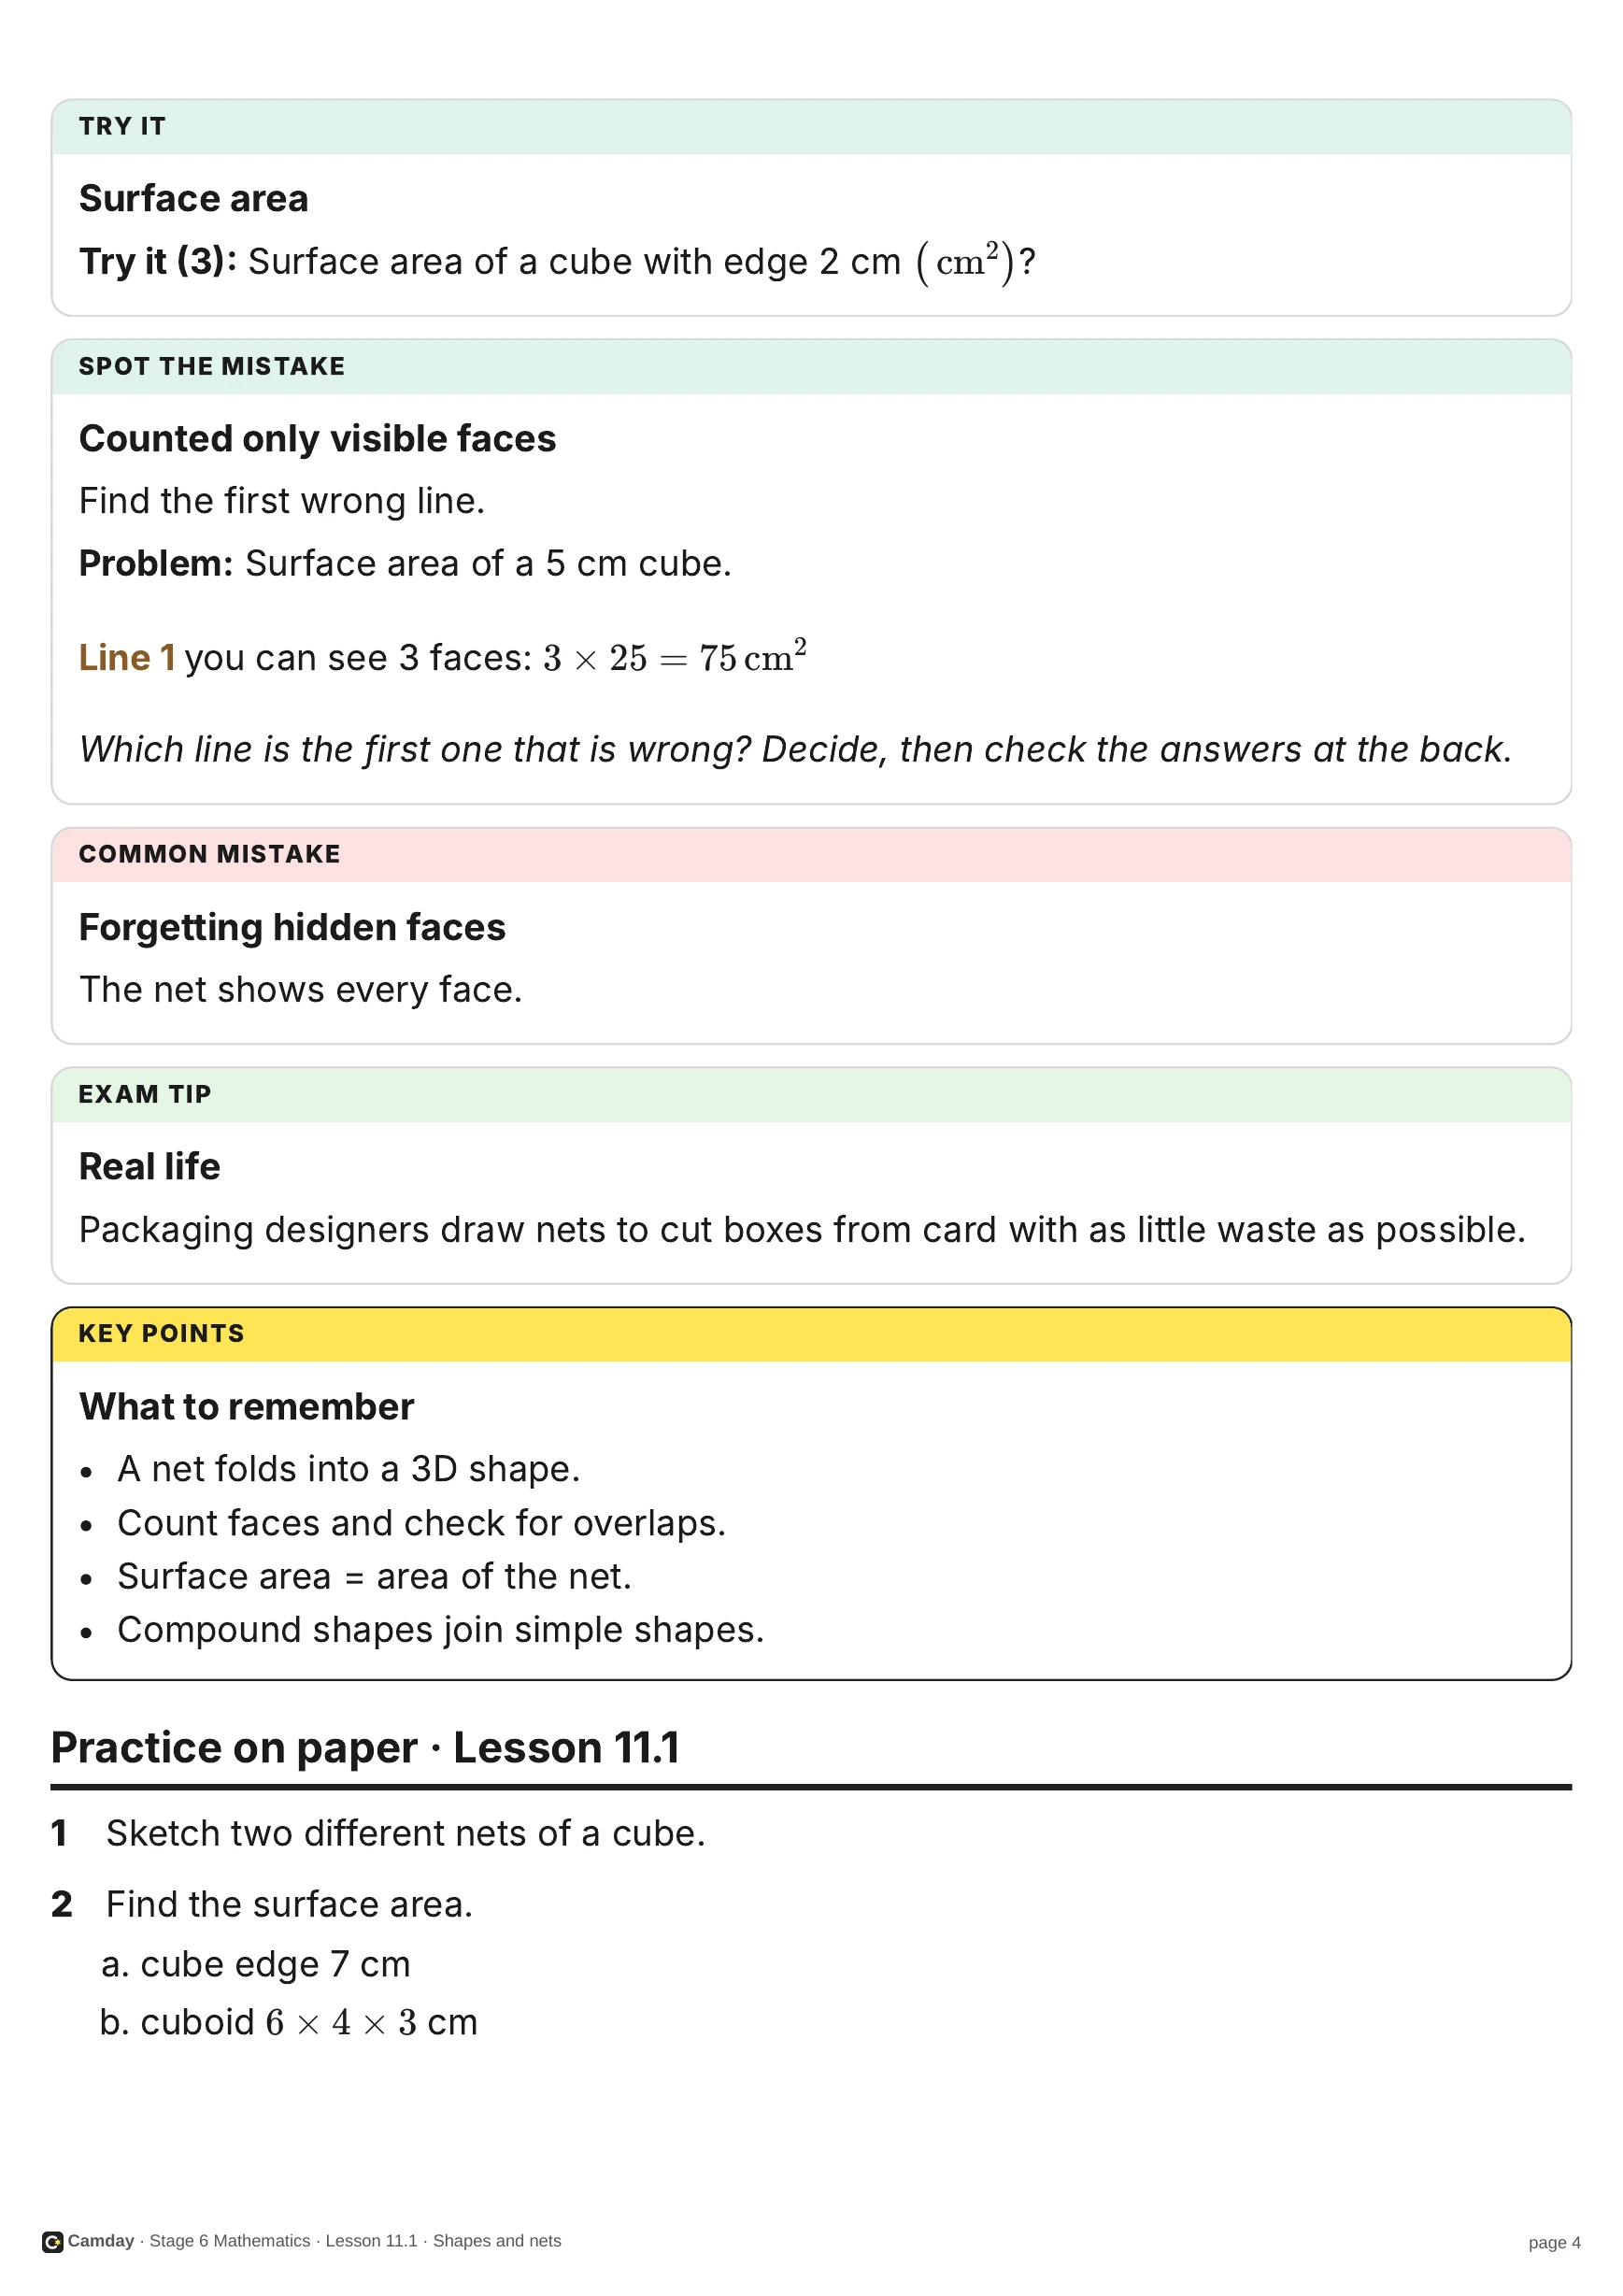 TRY IT
Surface area
Try it (3): Surface area of a cube with edge 2 cm (cm²)?
SPOT THE MISTAKE
Counted only visible faces
Find the first wrong line.
Problem: Surface area of a 5 cm cube.
Line 1 you can see 3 faces: 3 × 25 = 75 cm²
Which line is the first one that is wrong? Decide, then check the answers at the back.
COMMON MISTAKE
Forgetting hidden faces
The net shows every face.
EXAM TIP
Real life
Packaging designers draw nets to cut boxes from card with as little waste as possible.
KEY POINTS
What to remember
• A net folds into a 3D shape.
• Count faces and check for overlaps.
• Surface area = area of the net.
• Compound shapes join simple shapes.
Practice on paper · Lesson 11.1
1 Sketch two different nets of a cube.
2 Find the surface area.
a. cube edge 7 cm
b. cuboid 6 × 4 × 3 cm
Camday · Stage 6 Mathematics · Lesson 11.1 · Shapes and nets
page 4